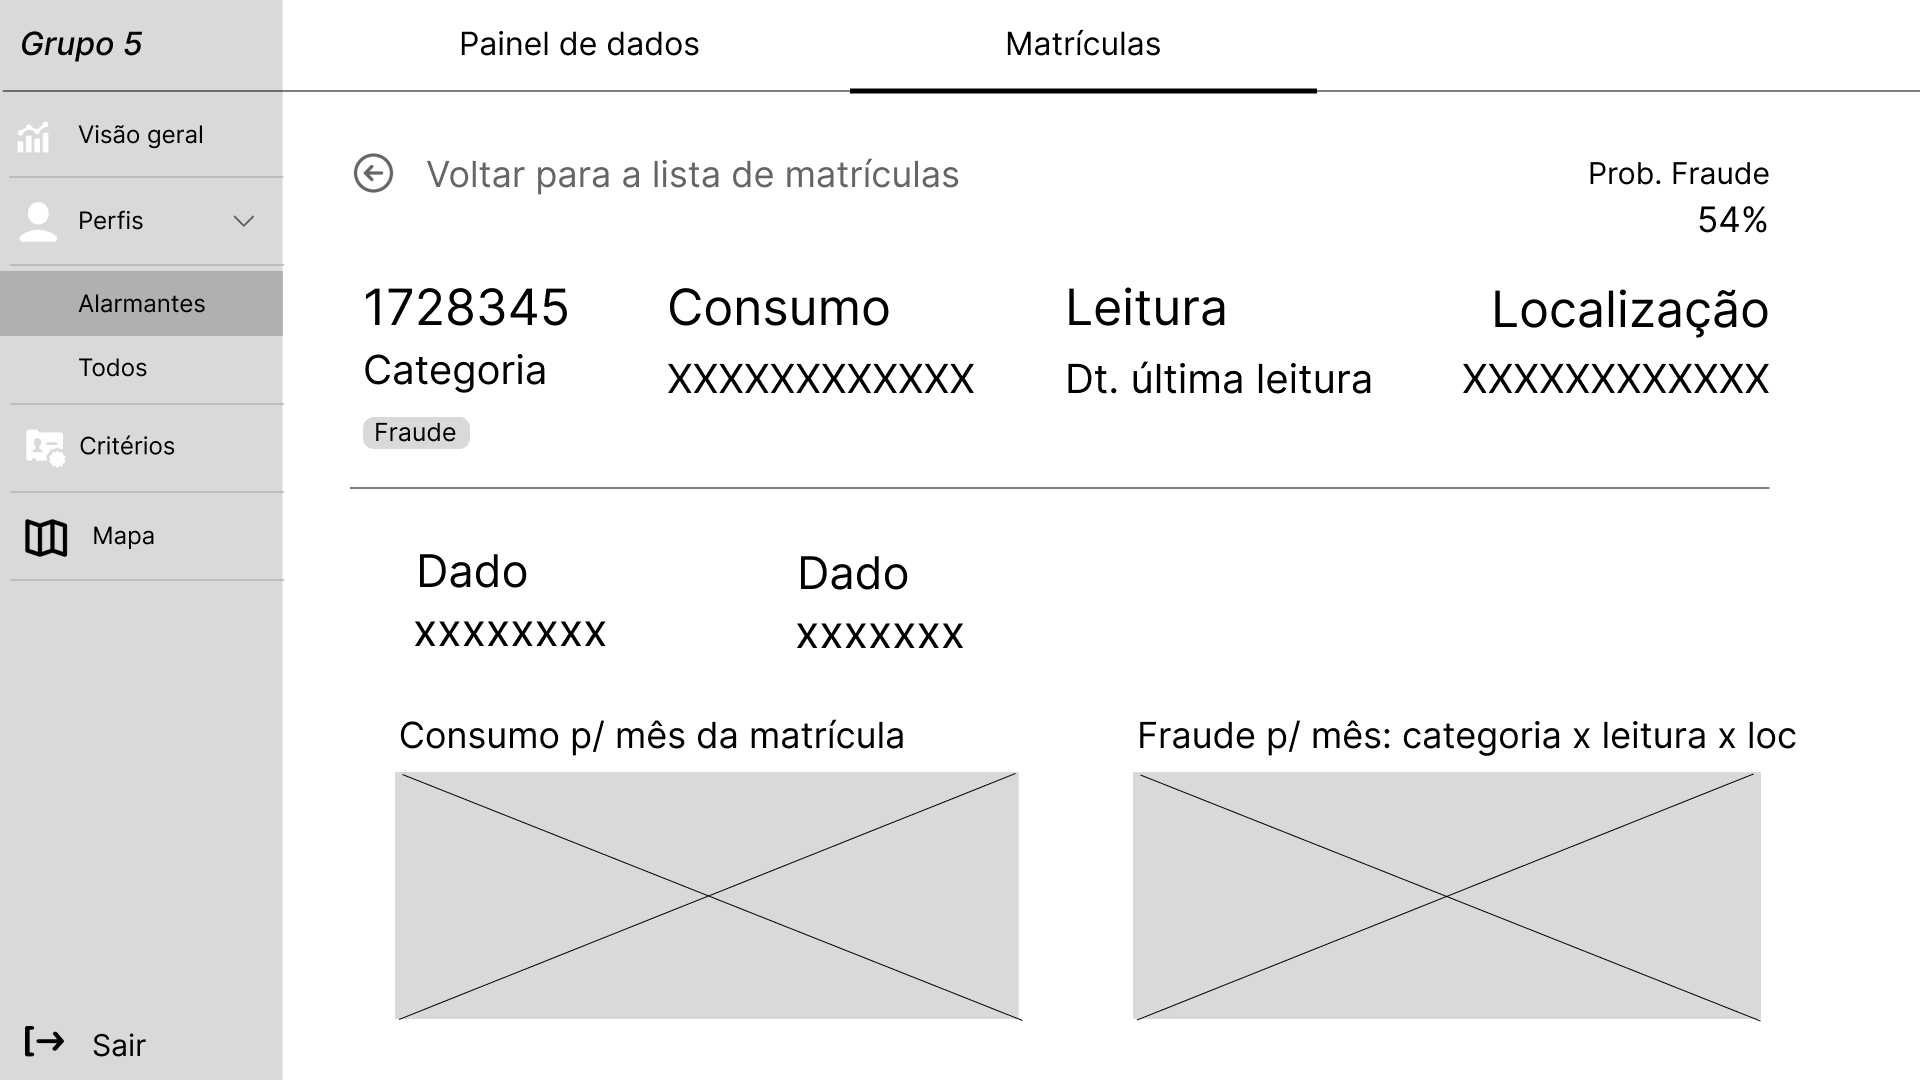 Grupo 5
Painel de dados
Matrículas
Visão geral
Perfis
Alarmantes
Todos
Critérios
Mapa
Sair
Voltar para a lista de matrículas
Prob. Fraude
54%
1728345
Categoria
Fraude
Consumo
XXXXXXXXXXXX
Leitura
Dt. última leitura
Localização
XXXXXXXXXXXX
Dado
XXXXXXXX
Dado
XXXXXXX
Consumo p/ mês da matrícula
Fraude p/ mês: categoria x leitura x loc